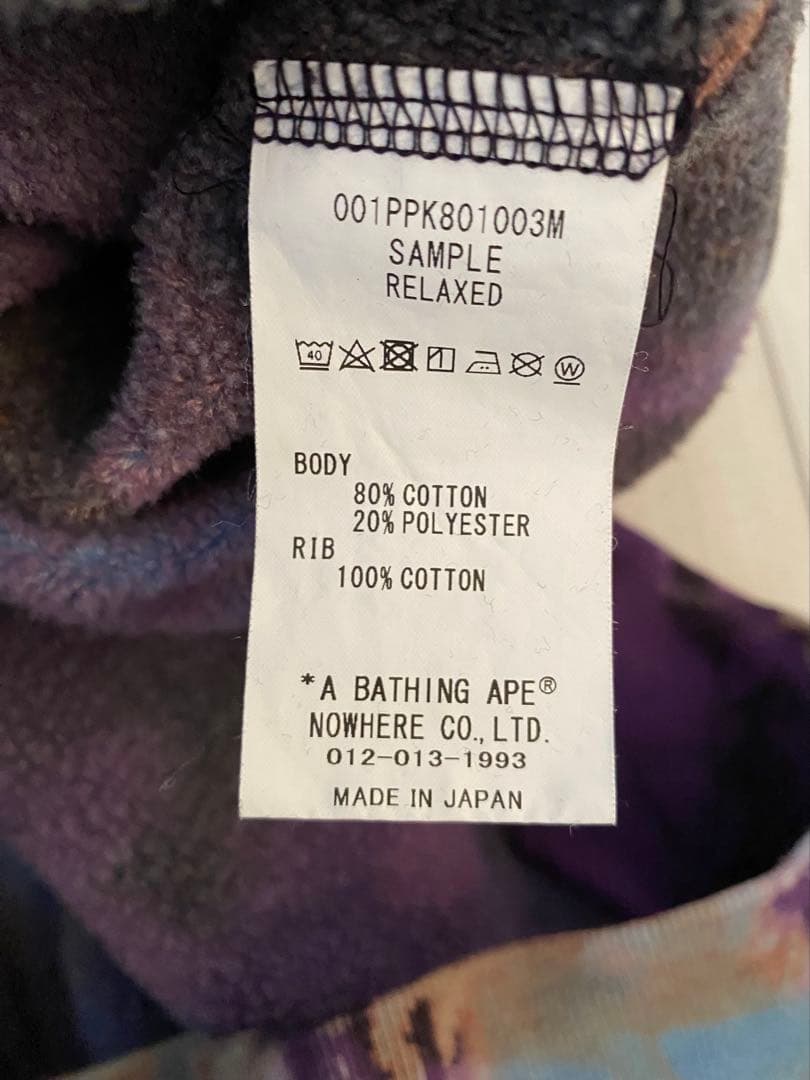 001PPK801003M
SAMPLE
RELAXED
40 W
BODY
80% COTTON
20% POLYESTER
RIB
100% COTTON
*A BATHING APE®
NOWHERE CO., LTD.
012-013-1993
MADE IN JAPAN